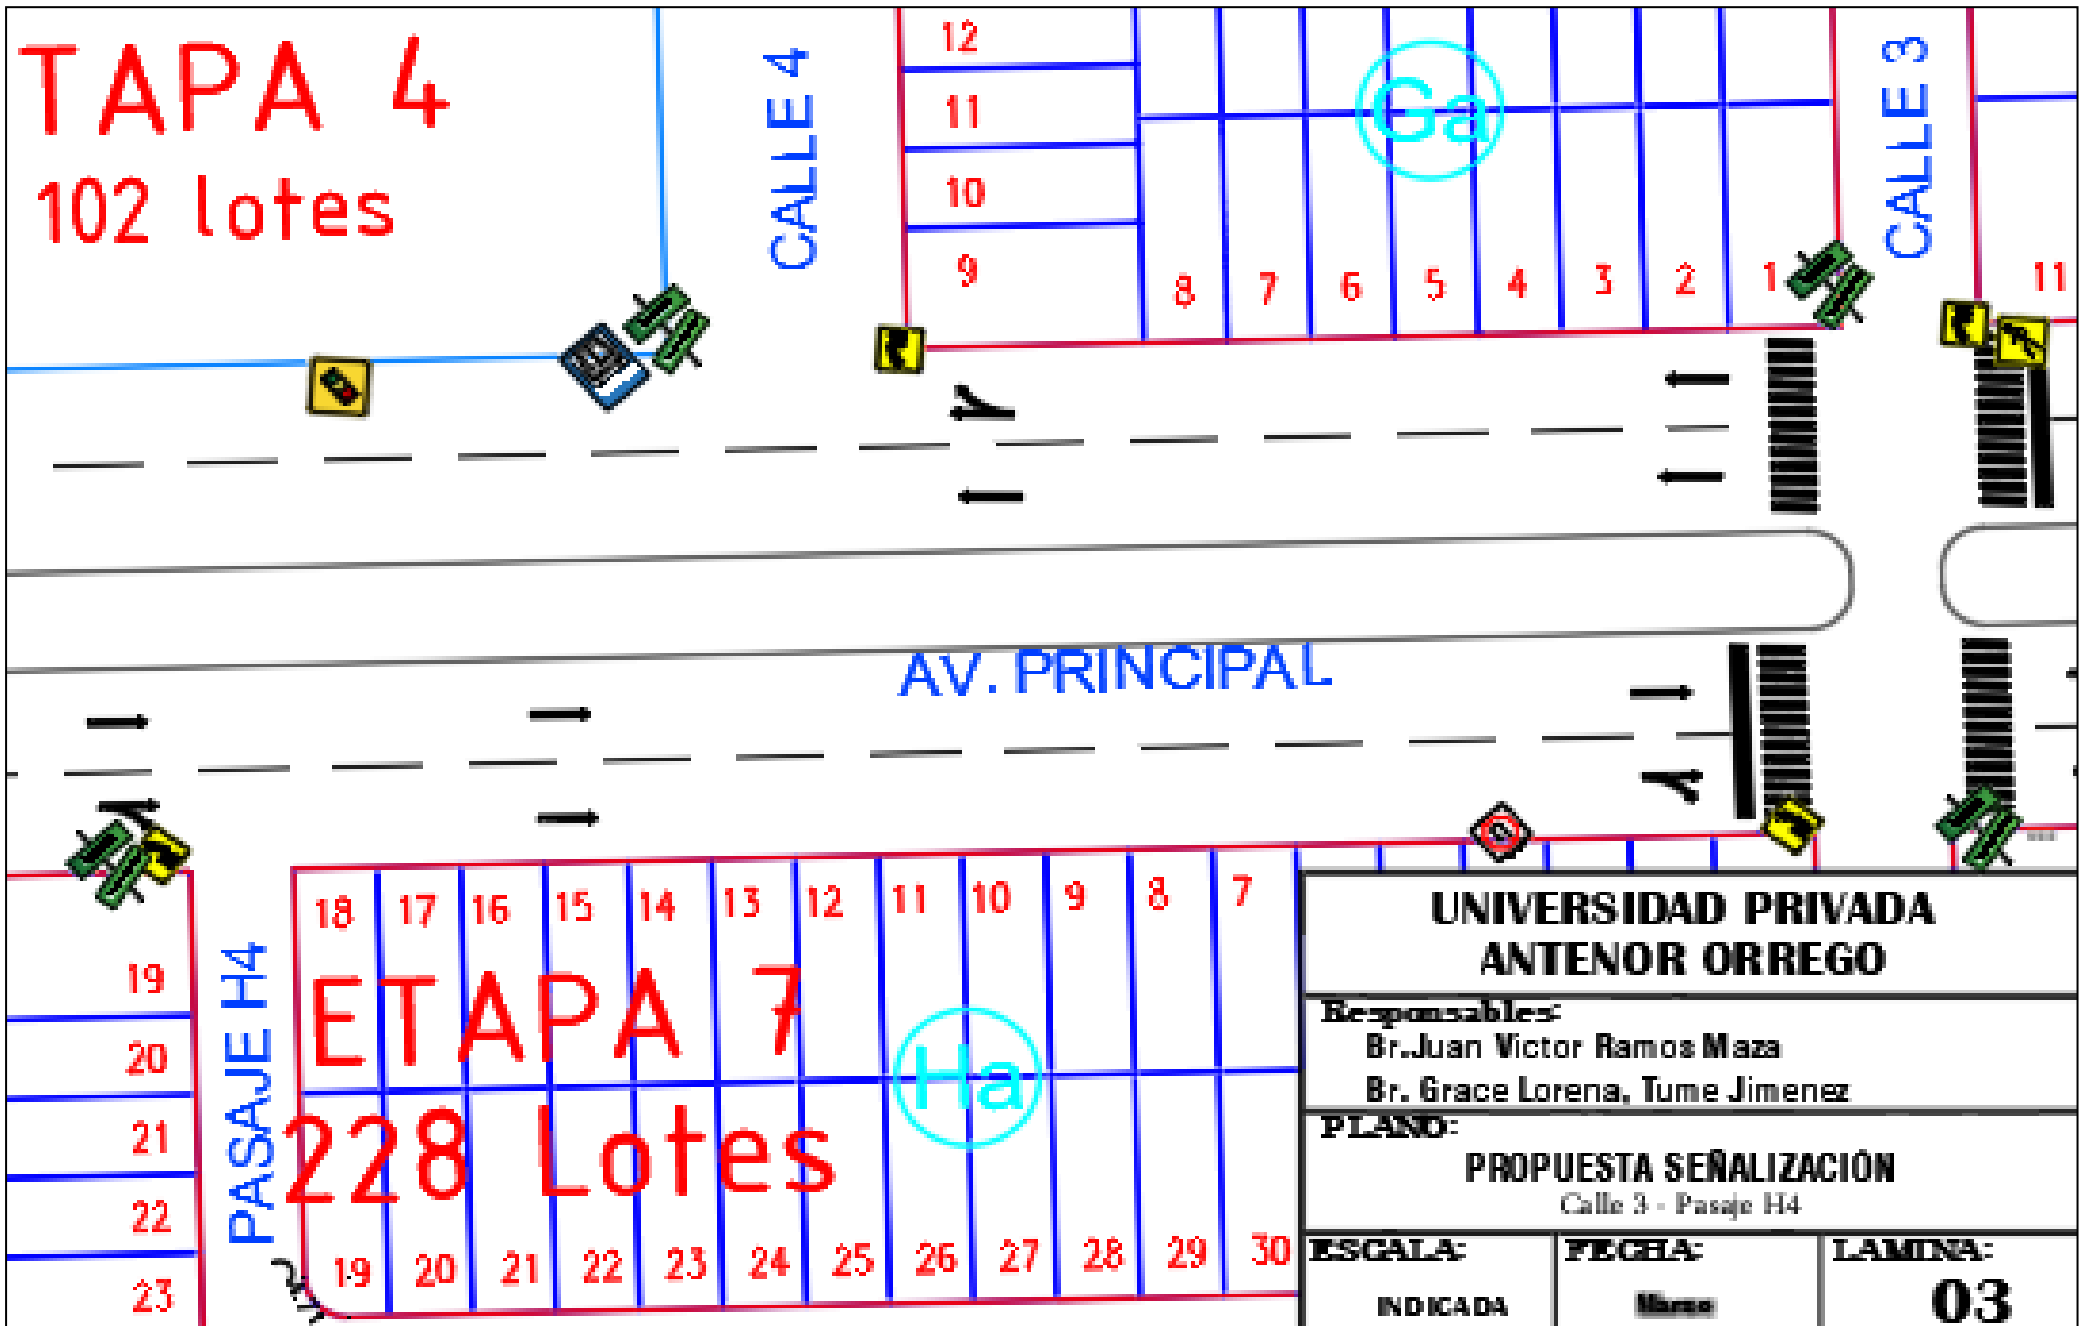 TAPA 4
102 lotes
CALLE 4
12
11
10
9
8
7
6
5
4
3
2
1
Ga
CALLE 3
11
AV. PRINCIPAL
18
17
16
15
14
13
12
11
10
9
8
7
19
20
21
22
23
PASAJE H4
ETAPA 7
228 Lotes
Ha
19
20
21
22
23
24
25
26
27
28
29
30
UNIVERSIDAD PRIVADA
ANTENOR ORREGO
Responsables:
Br.Juan Victor Ramos Maza
Br. Grace Lorena, Tume Jimenez
PLANO:
PROPUESTA SEÑALIZACIÓN
Calle 3 - Pasaje H4
ESCALA:
INDICADA
FECHA:
Marzo
LAMINA:
03